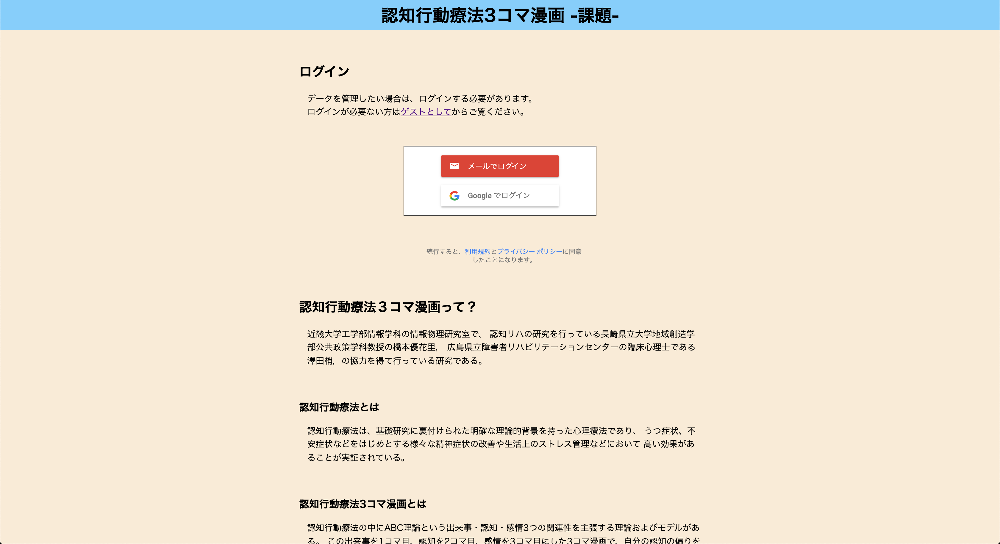 認知行動療法3コマ漫画 -課題-
ログイン
データを管理したい場合は、ログインする必要があります。
ログインが必要ない方はゲストとしてからご覧ください。
メールでログイン
Google でログイン
続行すると、利用規約とプライバシー ポリシーに同意
したことになります。
認知行動療法３コマ漫画って？
近畿大学工学部情報学科の情報物理研究室で、 認知リハの研究を行っている長崎県立大学地域創造学
部公共政策学科教授の橋本優花里， 広島県立障害者リハビリテーションセンターの臨床心理士である
澤田梢，の協力を得て行っている研究である。
認知行動療法とは
認知行動療法は、基礎研究に裏付けられた明確な理論的背景を持った心理療法であり、 うつ症状、不
安症状などをはじめとする様々な精神症状の改善や生活上のストレス管理などにおいて 高い効果があ
ることが実証されている。
認知行動療法3コマ漫画とは
認知行動療法の中にABC理論という出来事・認知・感情3つの関連性を主張する理論およびモデルがあ
る。 この出来事を1コマ目、認知を2コマ目、感情を3コマ目にした3コマ漫画で、自分の認知の偏りを